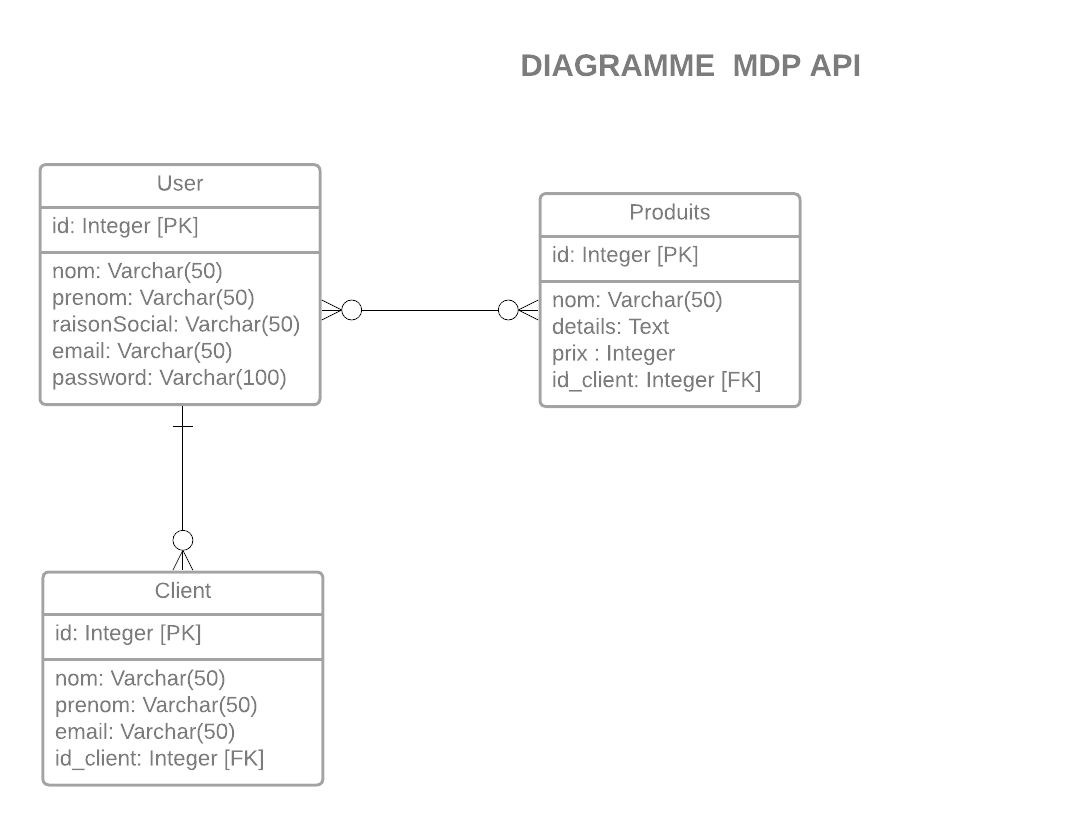 DIAGRAMME  MDP API
User
id: Integer [PK]
nom: Varchar(50)
prenom: Varchar(50)
raisonSocial: Varchar(50)
email: Varchar(50)
password: Varchar(100)
Produits
id: Integer [PK]
nom: Varchar(50)
details: Text
prix : Integer
id_client: Integer [FK]
Client
id: Integer [PK]
nom: Varchar(50)
prenom: Varchar(50)
email: Varchar(50)
id_client: Integer [FK]